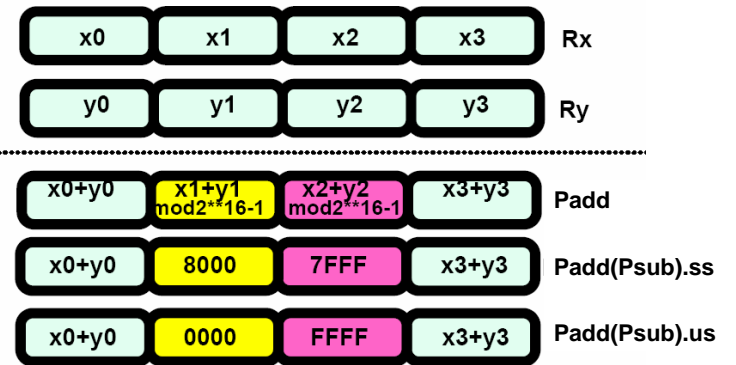 x0 x1 x2 x3 Rx
y0 y1 y2 y3 Ry
x0+y0 x1+y1 mod2**16-1 x2+y2 mod2**16-1 x3+y3 Padd
x0+y0 8000 7FFF x3+y3 Padd(Psub).ss
x0+y0 0000 FFFF x3+y3 Padd(Psub).us